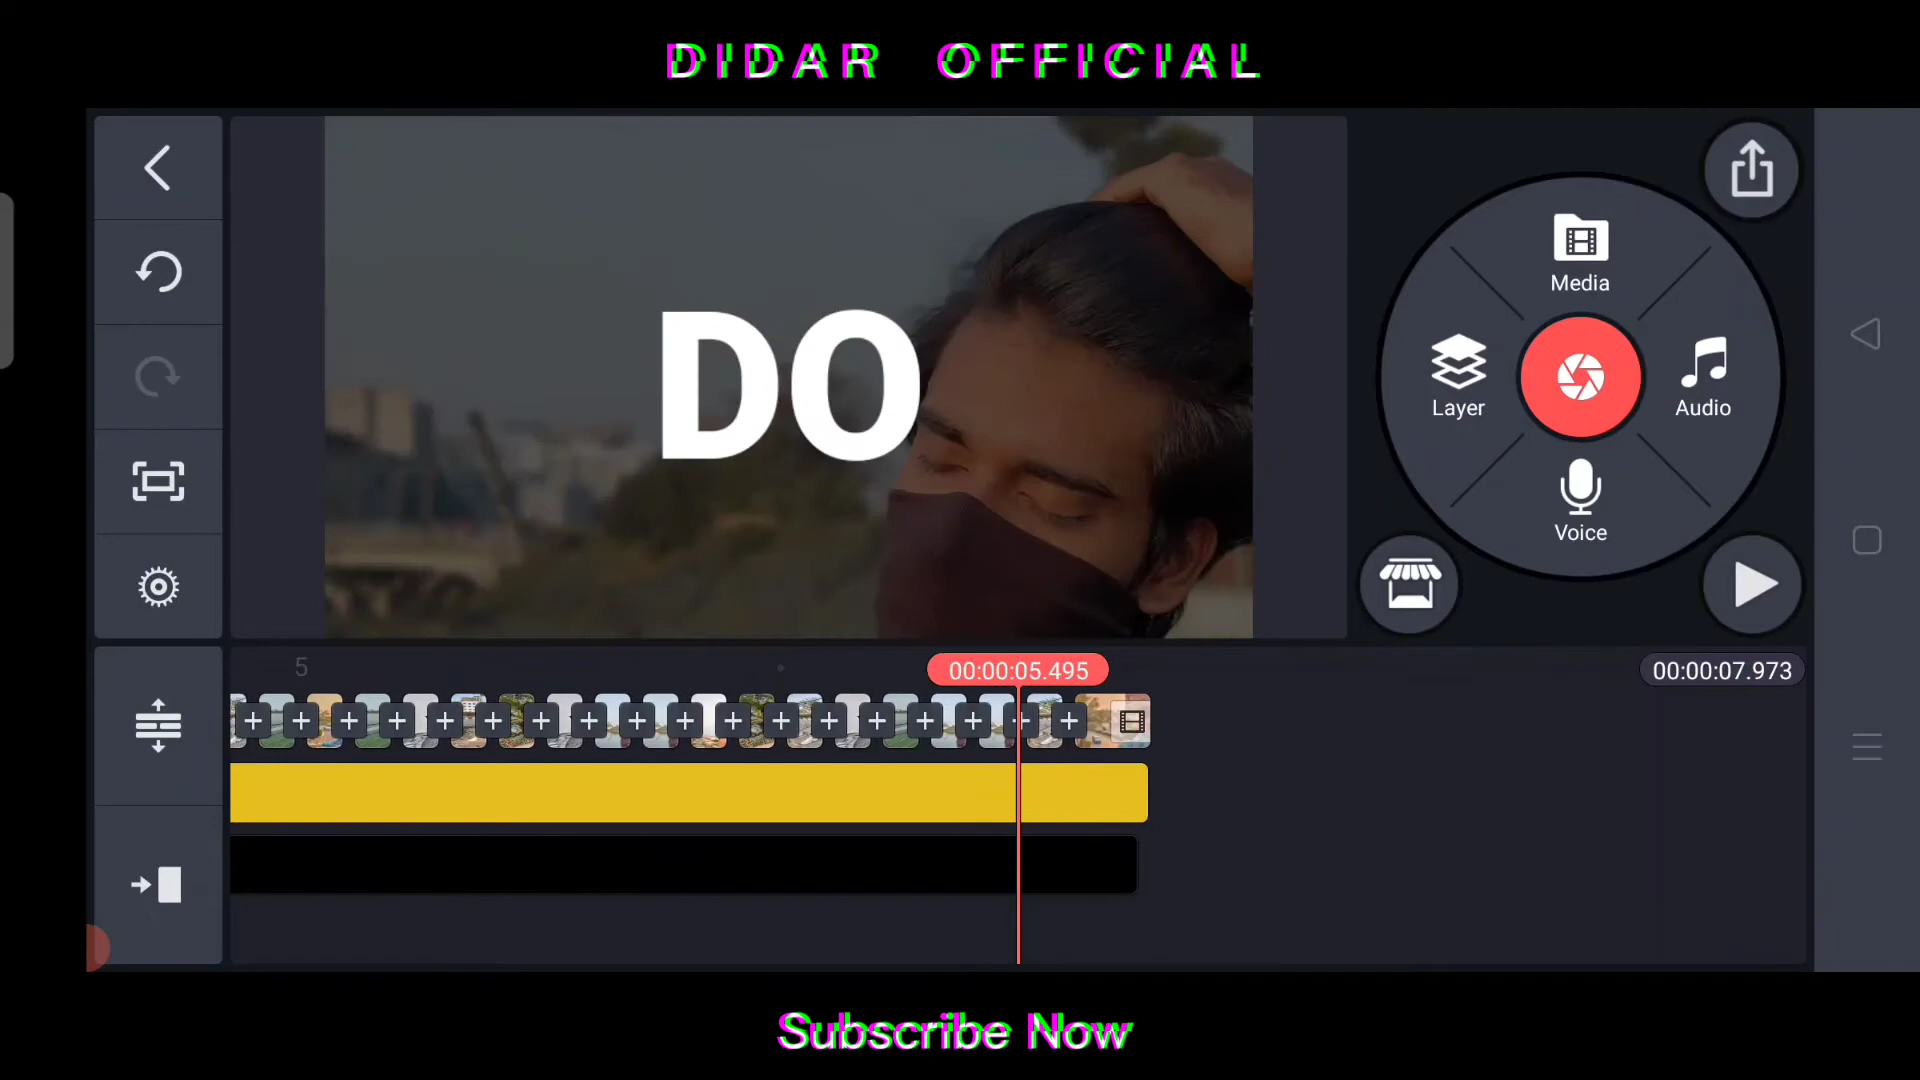 DIDAR OFFICIAL
Media
DO
Layer
Audio
Voice
5
00:00:05.495
00:00:07.973
Subscribe Now